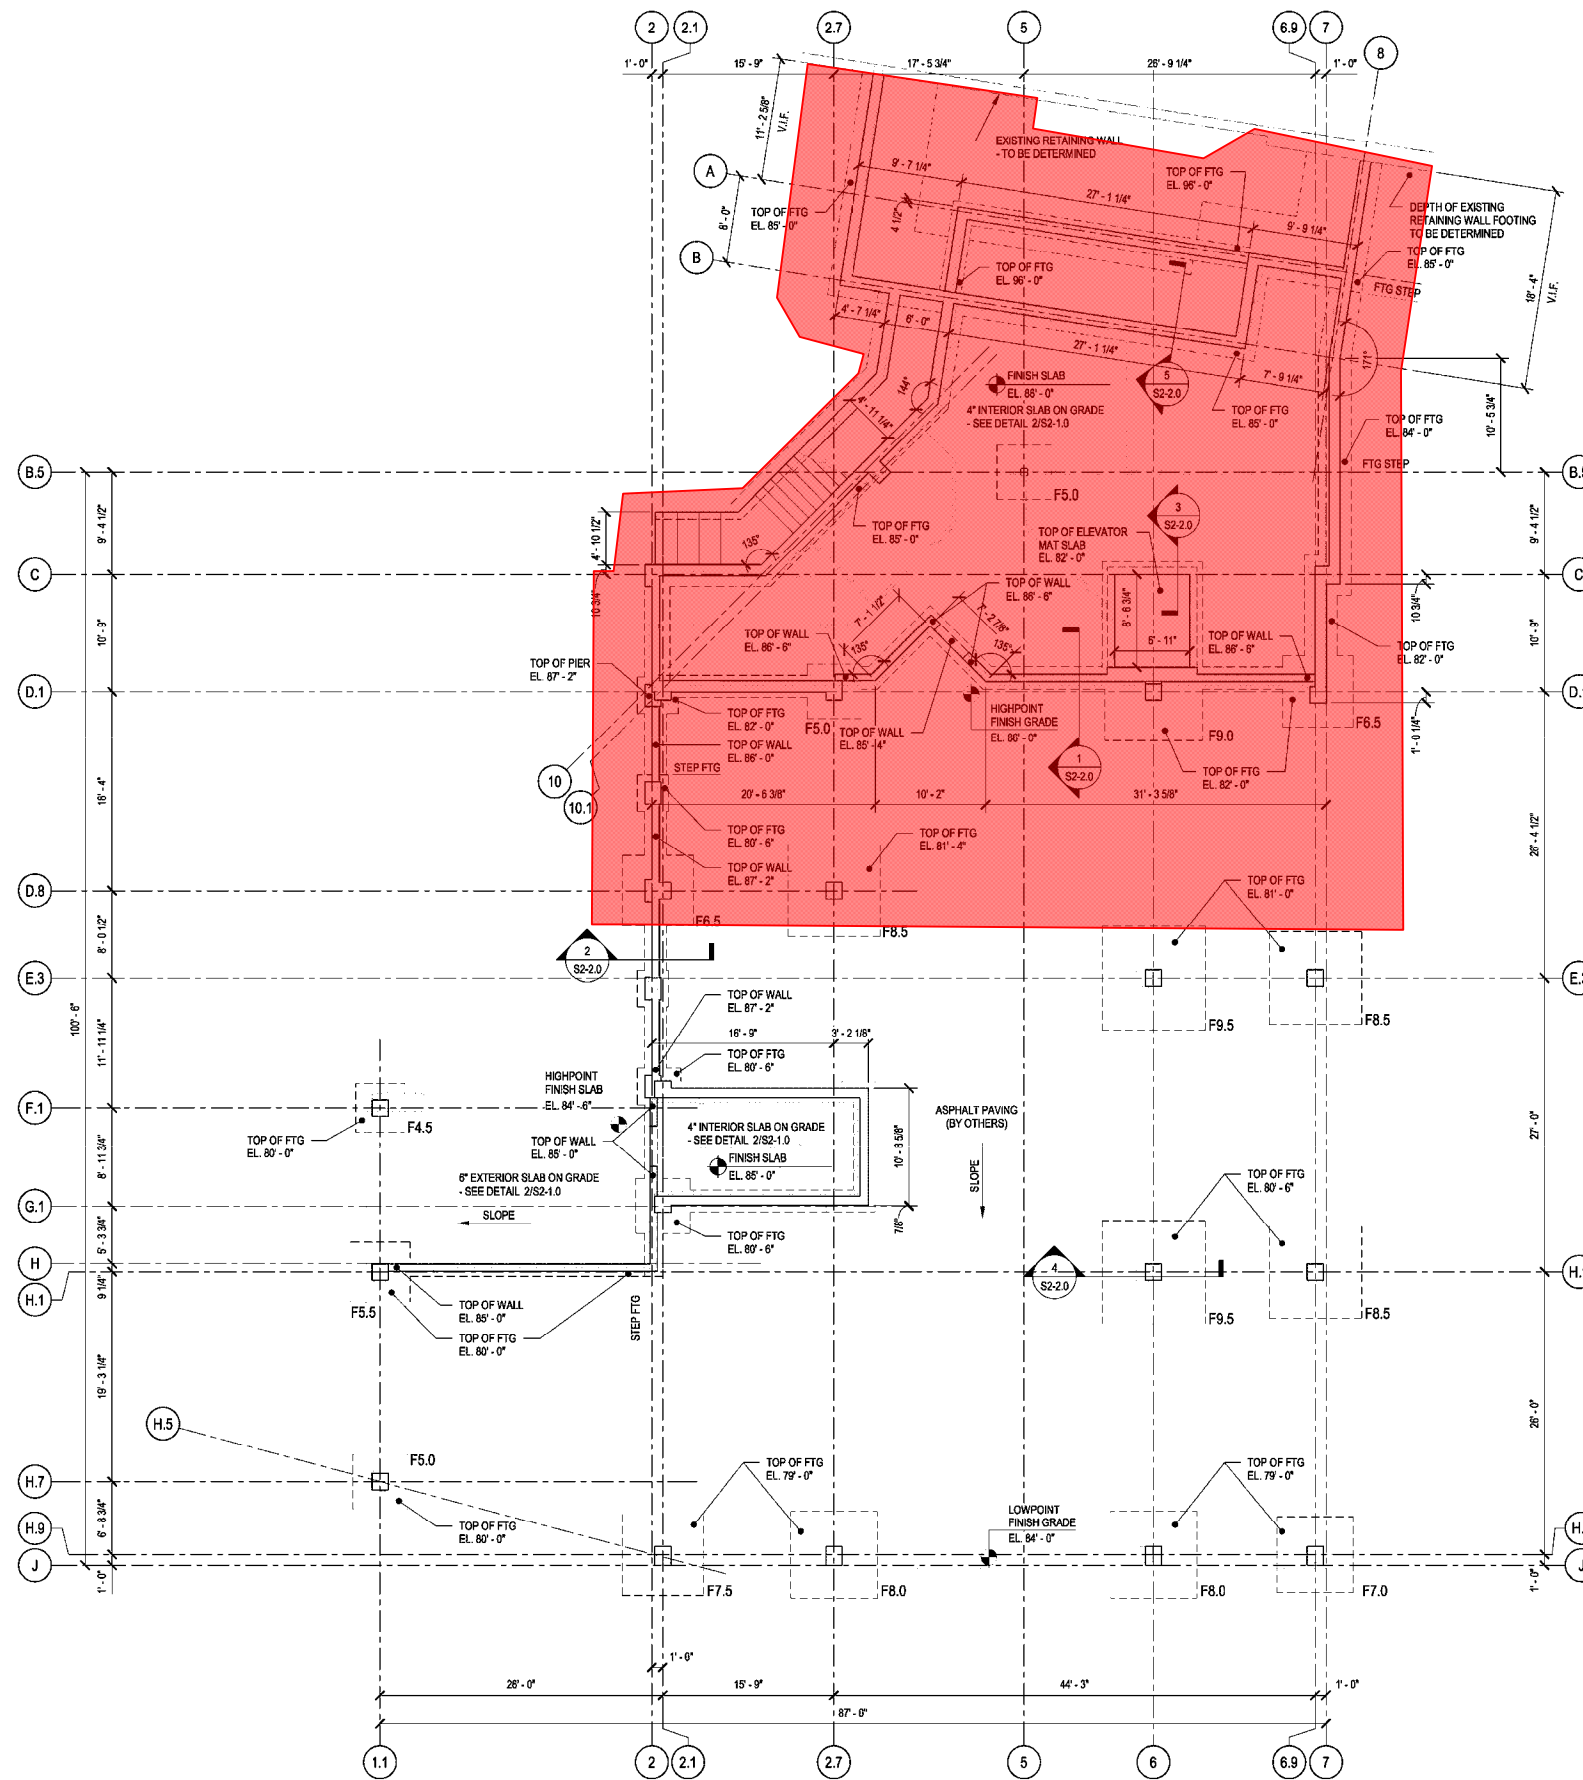 2
2.1
2.7
5
6.9
7
8
1' - 0"
15' - 9"
17' - 5 3/4"
26' - 9 1/4"
1' - 0"
11' - 2 5/8"
V.I.F.
EXISTING RETAINING WALL
- TO BE DETERMINED
A
9' - 7 1/4"
TOP OF FTG
EL. 96' - 0"
27' - 1 1/4"
8' - 0"
TOP OF FTG
EL. 85' - 0"
4 1/2"
9' - 9 1/4"
DEPTH OF EXISTING
RETAINING WALL FOOTING
TO BE DETERMINED
B
TOP OF FTG
EL. 96' - 0"
TOP OF FTG
EL. 85' - 0"
FTG STEP
18' - 4"
V.I.F.
4' - 7 1/4"
6' - 0"
27' - 1 1/4"
171°
7' - 9 1/4"
FINISH SLAB
EL. 86' - 0"
5
S2-2.0
144°
4' - 11 1/4"
4" INTERIOR SLAB ON GRADE
- SEE DETAIL 2/S2-1.0
TOP OF FTG
EL. 85' - 0"
TOP OF FTG
EL. 84' - 0"
10' - 5 3/4"
FTG STEP
B.5
F5.0
9' - 4 1/2"
4' - 10 1/2"
135°
TOP OF FTG
EL. 85' - 0"
3
S2-2.0
TOP OF ELEVATOR
MAT SLAB
EL. 82' - 0"
9' - 4 1/2"
C
C
10 3/4"
TOP OF WALL
EL. 86' - 6"
7' - 1 1/2"
7' - 2 7/8"
8' - 6 3/4"
10 3/4"
10' - 9"
TOP OF WALL
EL. 86' - 6"
135°
135°
6' - 11"
TOP OF WALL
EL. 86' - 6"
TOP OF FTG
EL. 82' - 0"
10' - 9"
TOP OF PIER
EL. 87' - 2"
D.1
TOP OF FTG
EL. 82' - 0"
F5.0
TOP OF WALL
EL. 85' - 4"
HIGHPOINT
FINISH GRADE
EL. 86' - 0"
F9.0
F6.5
1' - 0 1/4"
TOP OF WALL
EL. 86' - 0"
STEP FTG
10
10.1
1
S2-2.0
TOP OF FTG
EL. 82' - 0"
18' - 4"
20' - 6 3/8"
10' - 2"
31' - 3 5/8"
TOP OF FTG
EL. 80' - 6"
TOP OF FTG
EL. 81' - 4"
26' - 4 1/2"
TOP OF WALL
EL. 87' - 2"
D.8
TOP OF FTG
EL. 81' - 0"
F6.5
F8.5
8' - 0 1/2"
2
S2-2.0
E.3
TOP OF WALL
EL. 87' - 2"
F9.5
F8.5
100' - 6"
11' - 11 1/4"
16' - 9"
3' - 2 1/8"
TOP OF FTG
EL. 80' - 6"
HIGHPOINT
FINISH SLAB
EL. 84' - 6"
F.1
F4.5
TOP OF FTG
EL. 80' - 0"
TOP OF WALL
EL. 85' - 0"
4" INTERIOR SLAB ON GRADE
- SEE DETAIL 2/S2-1.0
FINISH SLAB
EL. 85' - 0"
10' - 8 5/8"
ASPHALT PAVING
(BY OTHERS)
SLOPE
27' - 0"
8' - 11 3/4"
6" EXTERIOR SLAB ON GRADE
- SEE DETAIL 2/S2-1.0
SLOPE
TOP OF FTG
EL. 80' - 6"
G.1
7/8"
TOP OF FTG
EL. 80' - 6"
5' - 3 3/4"
H
H.1
9 1/4"
4
S2-2.0
F5.5
TOP OF WALL
EL. 85' - 0"
TOP OF FTG
EL. 80' - 0"
STEP FTG
F9.5
F8.5
19' - 3 1/4"
26' - 0"
H.5
F5.0
H.7
TOP OF FTG
EL. 79' - 0"
TOP OF FTG
EL. 79' - 0"
6' - 8 3/4"
TOP OF FTG
EL. 80' - 0"
LOWPOINT
FINISH GRADE
EL. 84' - 0"
H.9
J
J
1' - 0"
F7.5
F8.0
F8.0
F7.0
1' - 0"
1' - 0"
26' - 0"
15' - 9"
44' - 3"
1' - 0"
87' - 6"
1.1
2
2.1
2.7
5
6
6.9
7